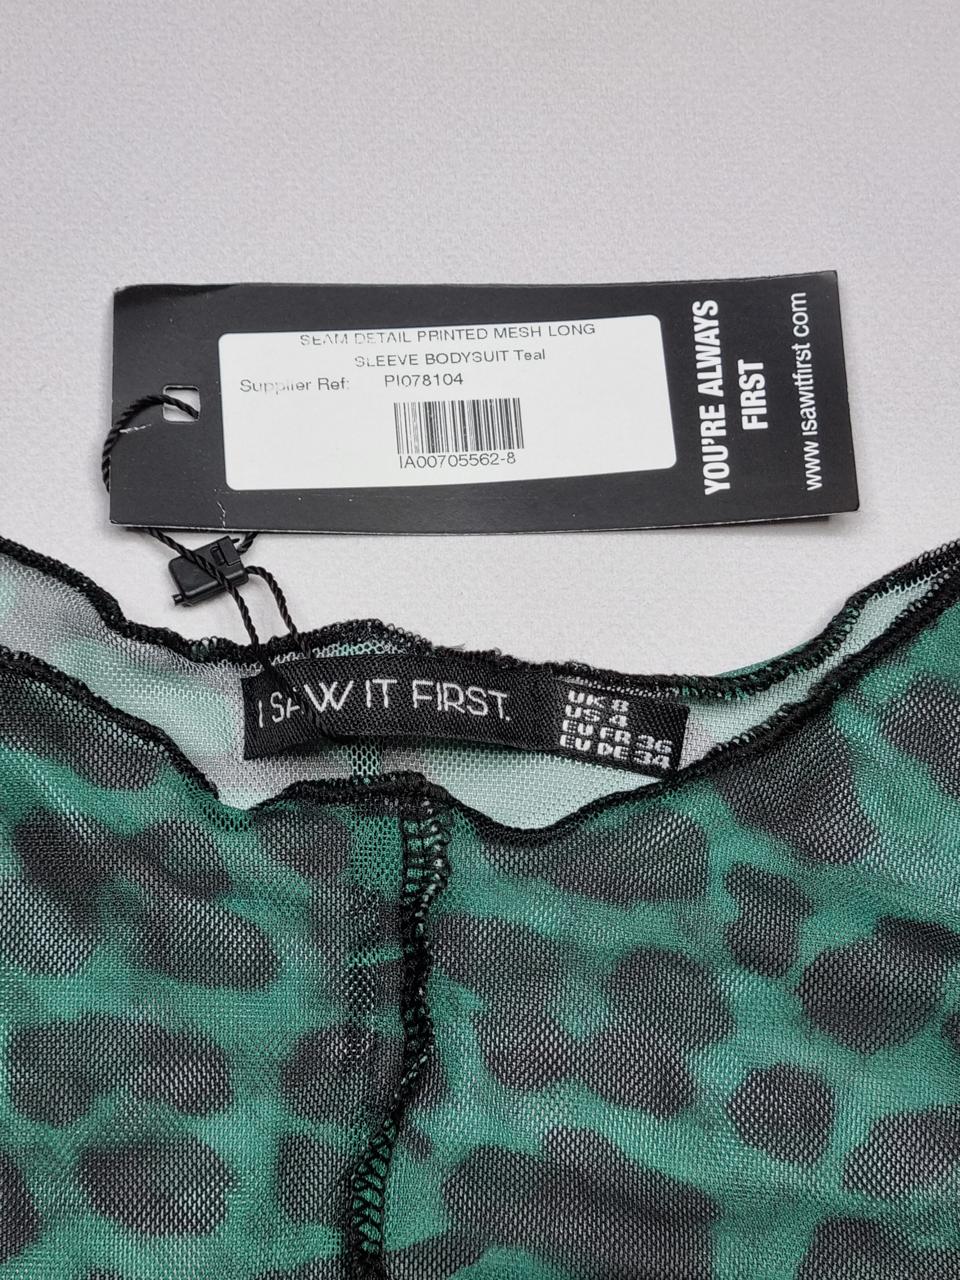 SEAM DETAIL PRINTED MESH LONG
SLEEVE BODYSUIT Teal
Supplier Ref: PI078104
IA00705562-8
YOU'RE ALWAYS
FIRST
www.isawitfirst.com
I SAW IT FIRST.
UK 8
US 4
EU FR 36
EU DE 34